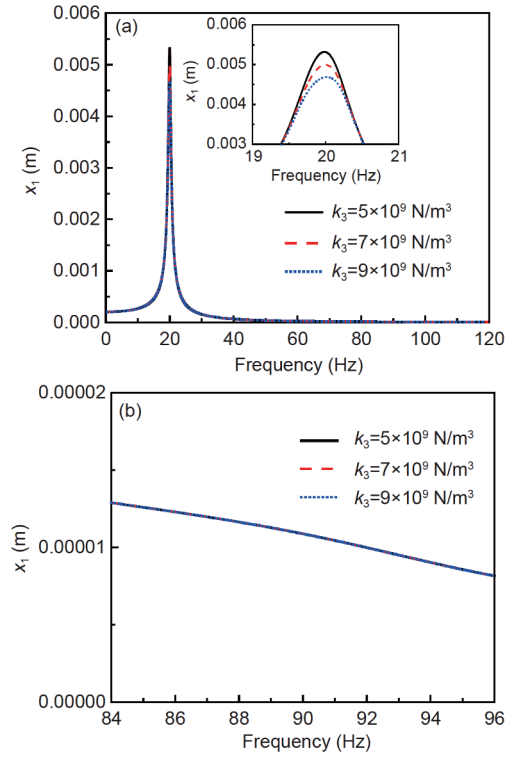 (a)
0.006
0.005
0.004
0.003
0.002
0.001
0.000
x₁ (m)
0 20 40 60 80 100 120
Frequency (Hz)
0.006
0.005
0.004
0.003
x₁ (m)
19 20 21
Frequency (Hz)
k₃=5×10⁹ N/m³
k₃=7×10⁹ N/m³
k₃=9×10⁹ N/m³
(b)
0.00002
0.00001
0.00000
x₁ (m)
84 86 88 90 92 94 96
Frequency (Hz)
k₃=5×10⁹ N/m³
k₃=7×10⁹ N/m³
k₃=9×10⁹ N/m³